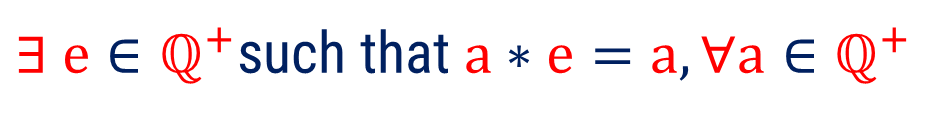 ∃ e ∈ ℚ⁺ such that a ∗ e = a, ∀a ∈ ℚ⁺